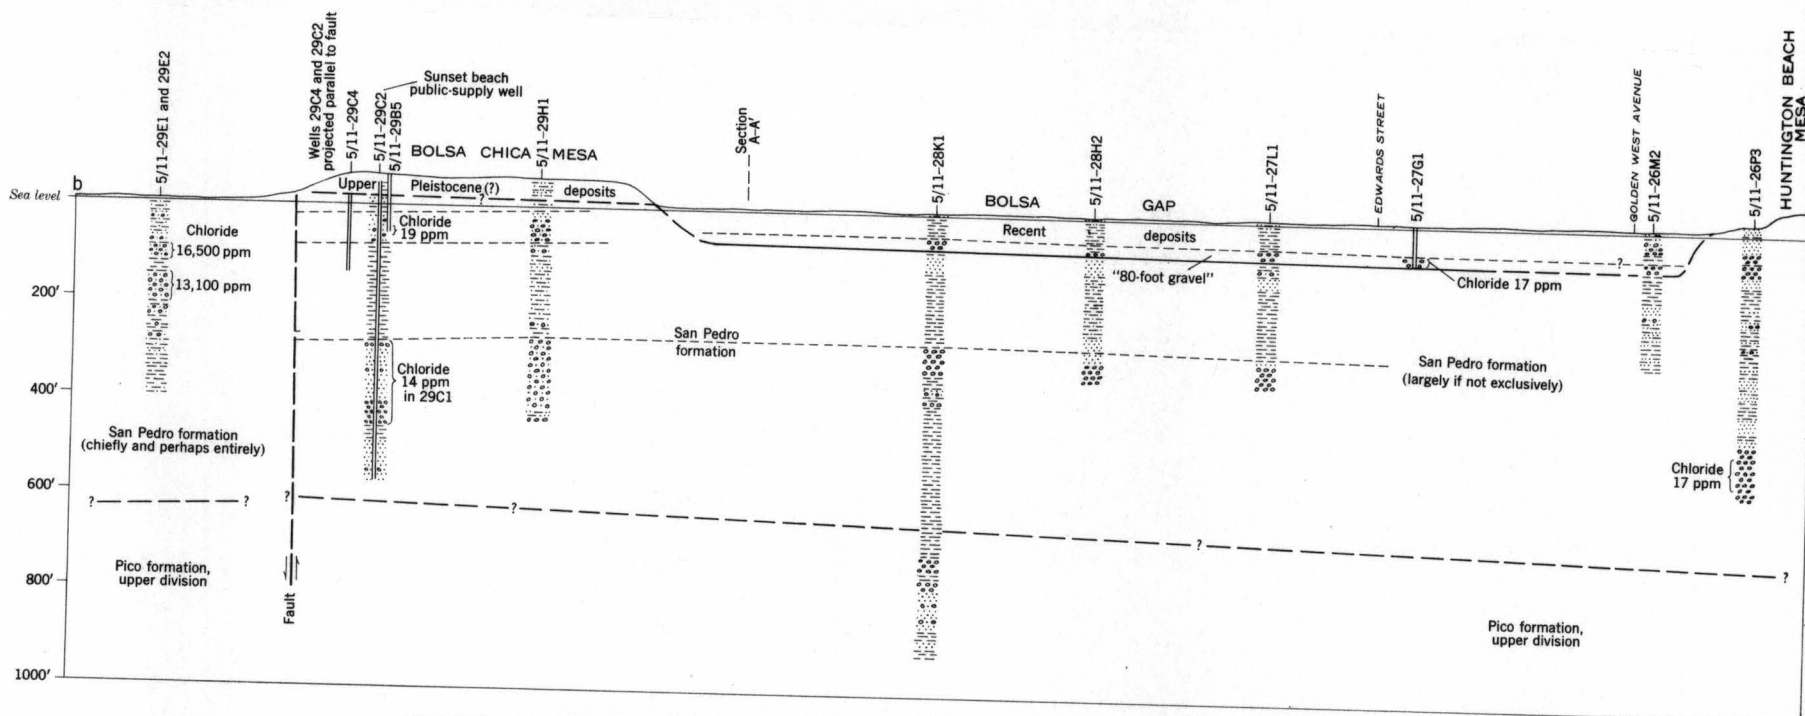 Wells 29C4 and 29C2
projected parallel to fault
5/11-29E1 and 29E2
5/11-29C4
5/11-29C2
5/11-29B5
Sunset beach
public-supply well
BOLSA CHICA MESA
5/11-29H1
Section
A-A'
5/11-28K1
BOLSA GAP
5/11-28H2
5/11-27L1
EDWARDS STREET
5/11-27G1
GOLDEN WEST AVENUE
5/11-26M2
5/11-26P3
HUNTINGTON BEACH
MESA
Sea level
b
Upper Pleistocene(?) deposits
?
Chloride
16,500 ppm
13,100 ppm
Chloride
19 ppm
Recent deposits
"80-foot gravel"
?
Chloride 17 ppm
200'
San Pedro
formation
San Pedro formation
(largely if not exclusively)
Chloride
14 ppm
in 29C1
400'
San Pedro formation
(chiefly and perhaps entirely)
Chloride
17 ppm
600'
? ? ? ? ? ?
Pico formation,
upper division
800'
Fault
Pico formation,
upper division
1000'